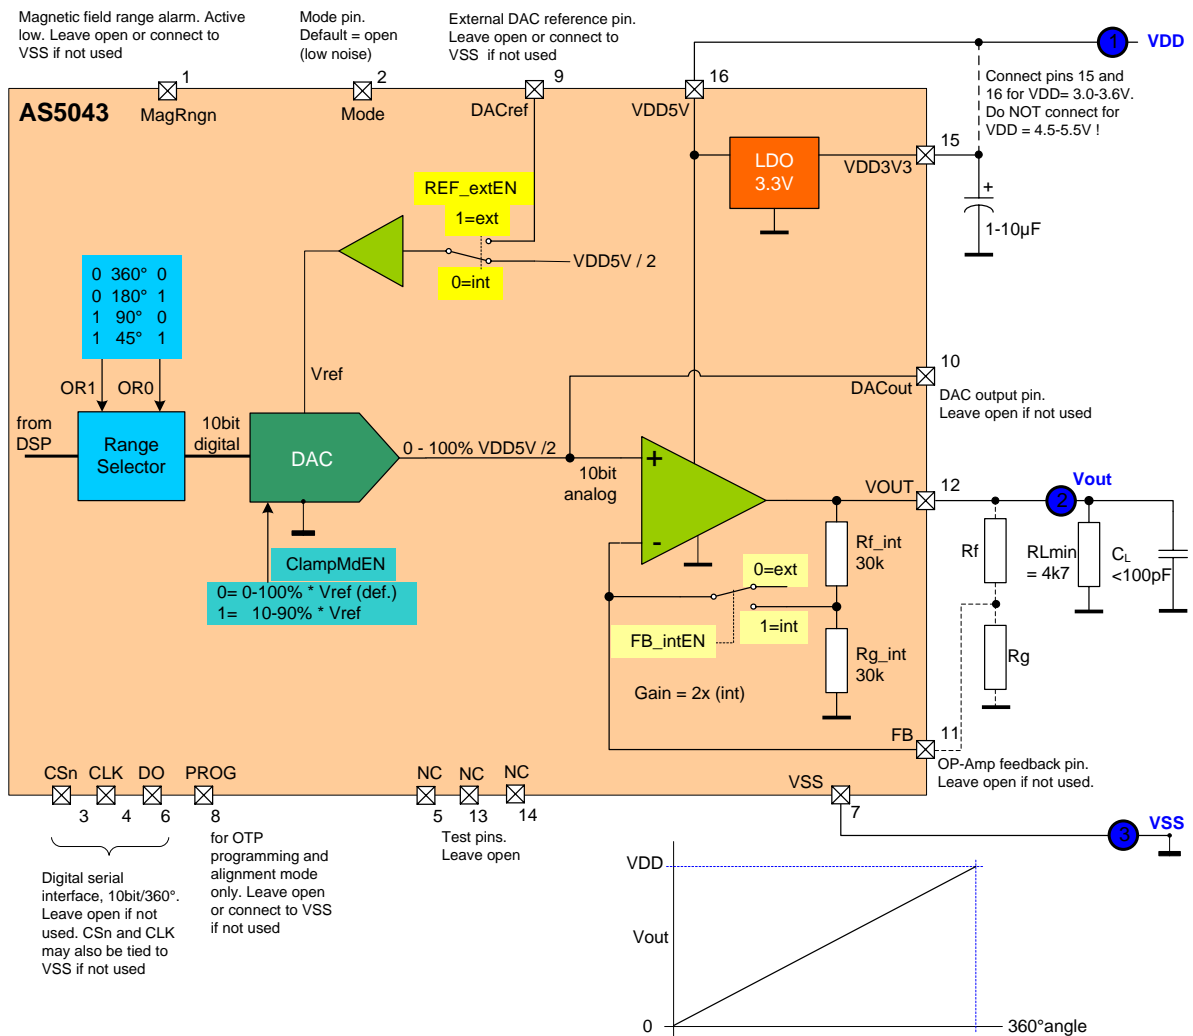 Magnetic field range alarm. Active
low. Leave open or connect to
VSS if not used
Mode pin.
Default = open
(low noise)
External DAC reference pin.
Leave open or connect to
VSS  if not used
1
VDD
1
2
9
16
Connect pins 15 and
16 for VDD= 3.0-3.6V.
Do NOT connect for
VDD = 4.5-5.5V !
AS5043
MagRngn
Mode
DACref
VDD5V
15
LDO
3.3V
VDD3V3
+
1-10µF
REF_extEN
1=ext
VDD5V / 2
0=int
0 360° 0
0 180° 1
1 90° 0
1 45° 1
OR1
OR0
Vref
10
DACout
DAC output pin.
Leave open if not used
from
DSP
Range
Selector
10bit
digital
DAC
0 - 100% VDD5V /2
10bit
analog
+
-
VOUT
12
Vout
2
Rf_int
30k
Rf
RLmin
= 4k7
CL
<100pF
ClampMdEN
0= 0-100% * Vref (def.)
1=   10-90% * Vref
0=ext
1=int
FB_intEN
Rg_int
30k
Rg
Gain = 2x (int)
FB
11
OP-Amp feedback pin.
Leave open if not used.
CSn
CLK
DO
PROG
NC
NC
NC
VSS
3
4
6
8
5
13
14
7
VSS
3
for OTP
programming and
alignment mode
only. Leave open
or connect to VSS
if not used
Test pins.
Leave open
Digital serial
interface, 10bit/360°.
Leave open if not
used. CSn and CLK
may also be tied to
VSS if not used
VDD
Vout
0
360°angle